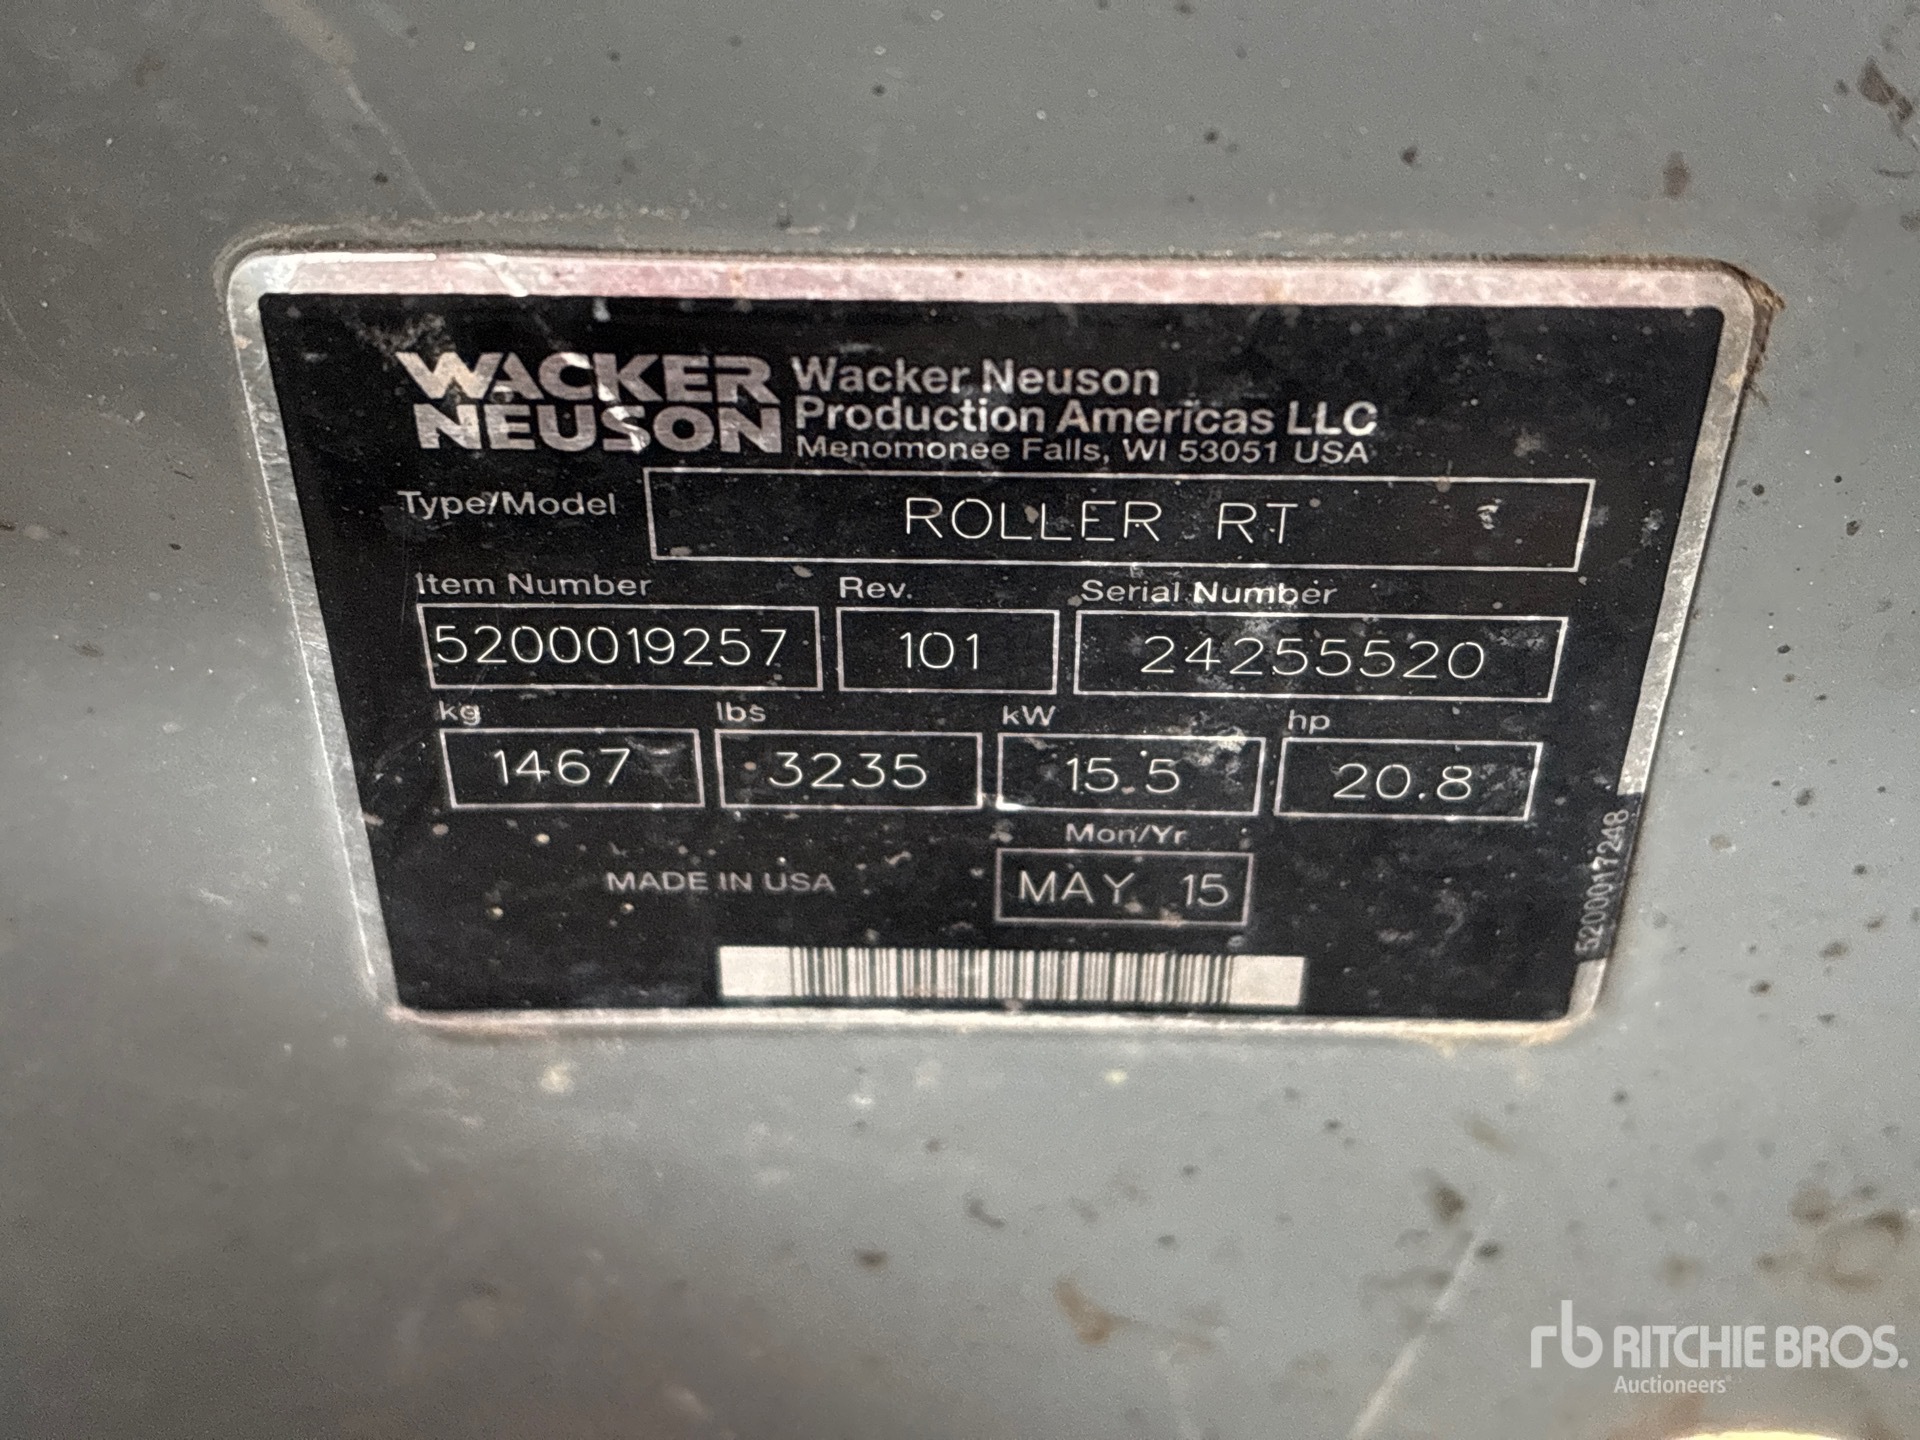 WACKER
NEUSON
Wacker Neuson
Production Americas LLC
Menomonee Falls, WI 53051 USA
Type/Model ROLLER RT
Item Number Rev. Serial Number
5200019257 101 24255520
kg lbs kW hp
1467 3235 15.5 20.8
Mon/Yr
MADE IN USA MAY 15
5200017248
rb RITCHIE BROS.
Auctioneers